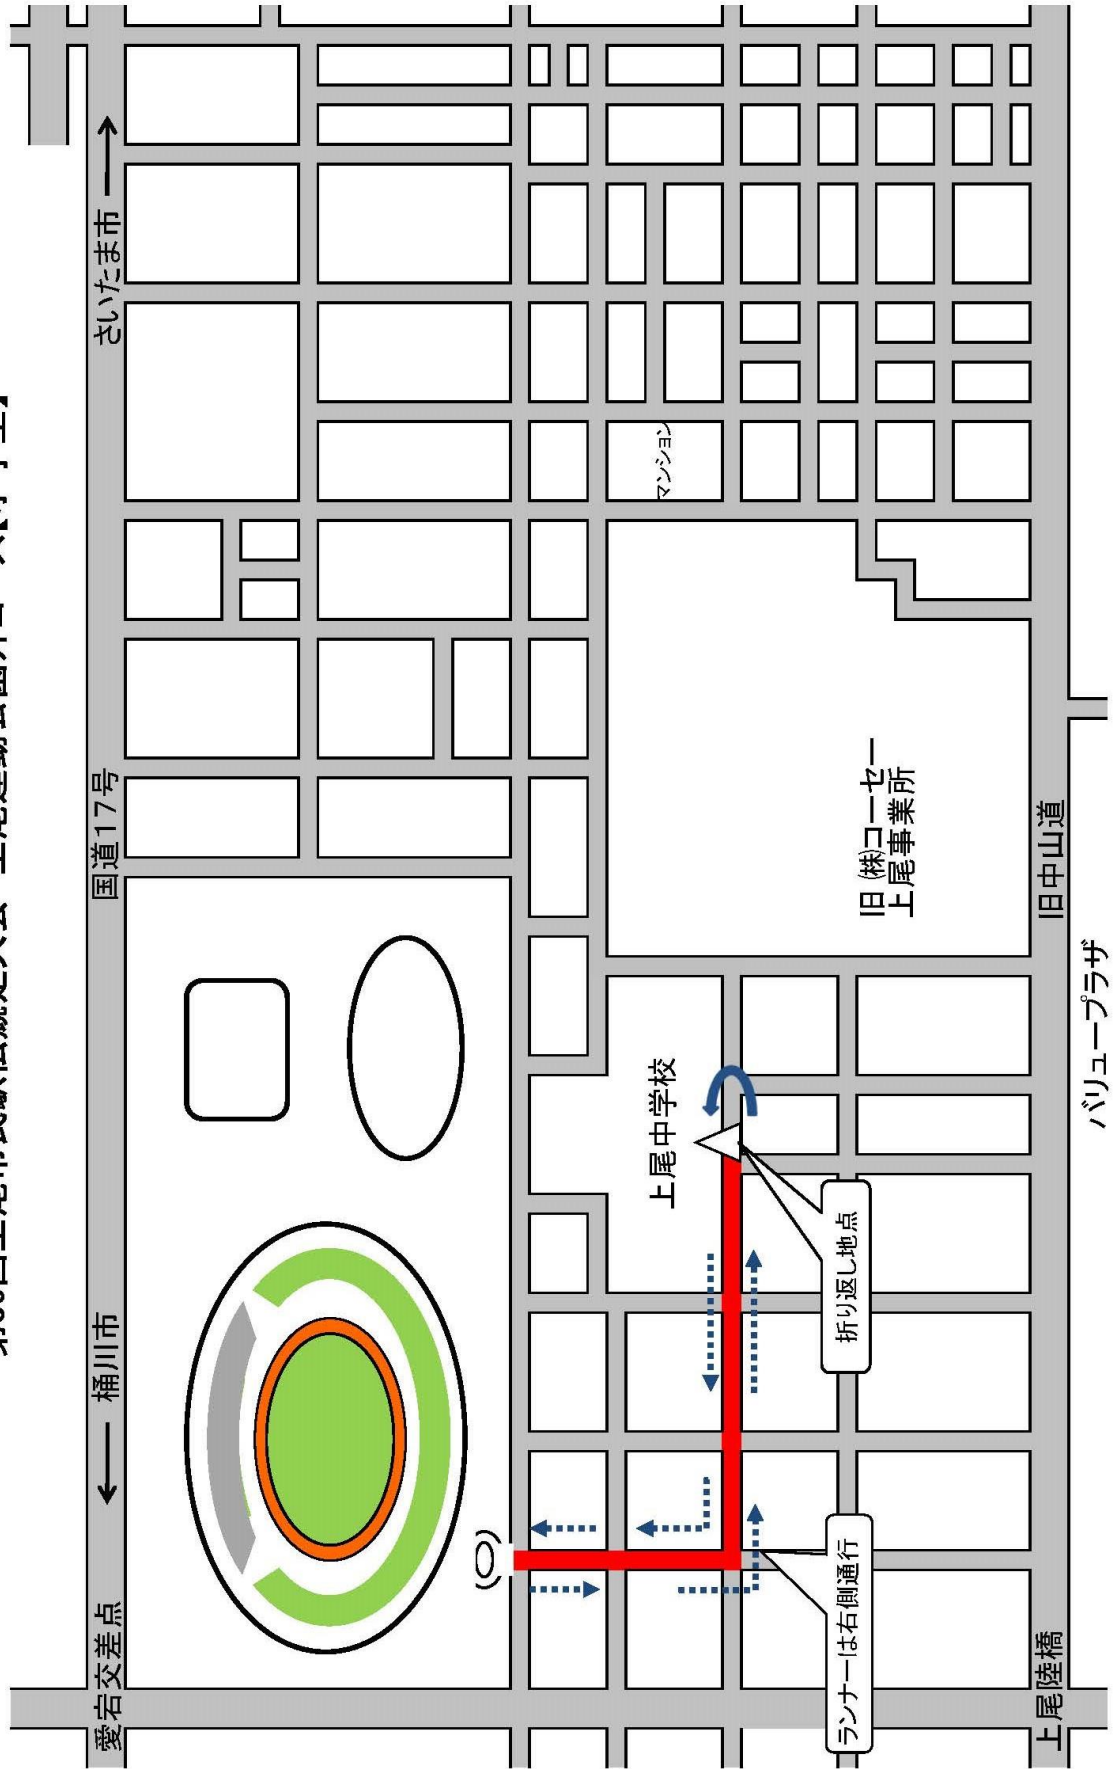 愛宕交差点
← 桶川市
国道17号
さいたま市 →
上尾中学校
マンション
ランナーは右側通行
折り返し地点
旧 ㈱コーセー
上尾事業所
上尾陸橋
旧中山道
バリュープラザ